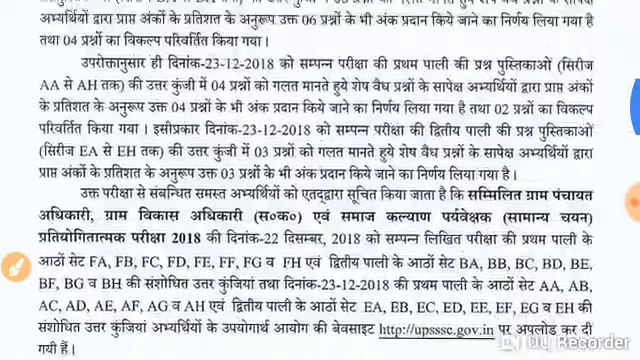 अभ्यर्थियों द्वारा प्राप्त अंकों के प्रतिशत के अनुरूप उक्त 06 प्रश्नों के भी अंक प्रदान किये जाने का निर्णय लिया गया है
तथा 04 प्रश्नों का विकल्प परिवर्तित किया गया।
उपरोक्तानुसार ही दिनांक-23-12-2018 को सम्पन्न परीक्षा की प्रथम पाली की प्रश्न पुस्तिकाओं (सिरीज
AA से AH तक) की उत्तर कुंजी में 04 प्रश्नों को गलत मानते हुये शेष वैध प्रश्नों के सापेक्ष अभ्यर्थियों द्वारा प्राप्त अंकों
के प्रतिशत के अनुरूप उक्त 04 प्रश्नों के भी अंक प्रदान किये जाने का निर्णय लिया गया है तथा 02 प्रश्नों का विकल्प
परिवर्तित किया गया। इसीप्रकार दिनांक-23-12-2018 को सम्पन्न परीक्षा की द्वितीय पाली की प्रश्न पुस्तिकाओं
(सिरीज EA से EH तक) की उत्तर कुंजी में 03 प्रश्नों को गलत मानते हुये शेष वैध प्रश्नों के सापेक्ष अभ्यर्थियों द्वारा
प्राप्त अंकों के प्रतिशत के अनुरूप उक्त 03 प्रश्नों के भी अंक प्रदान किये जाने का निर्णय लिया गया है।
उक्त परीक्षा से संबन्धित समस्त अभ्यर्थियों को एतद्द्वारा सूचित किया जाता है कि सम्मिलित ग्राम पंचायत
अधिकारी, ग्राम विकास अधिकारी (स०क०) एवं समाज कल्याण पर्यवेक्षक (सामान्य चयन)
प्रतियोगितात्मक परीक्षा 2018 की दिनांक-22 दिसम्बर, 2018 को सम्पन्न लिखित परीक्षा की प्रथम पाली के
आठों सेट FA, FB, FC, FD, FE, FF, FG व FH एवं द्वितीय पाली के आठों सेट BA, BB, BC, BD, BE,
BF, BG व BH की संशोधित उत्तर कुंजियां तथा दिनांक-23-12-2018 की प्रथम पाली के आठों सेट AA, AB,
AC, AD, AE, AF, AG व AH एवं द्वितीय पाली के आठों सेट EA, EB, EC, ED, EE, EF, EG व EH की
संशोधित उत्तर कुंजियाँ अभ्यर्थियों के उपयोगार्थ आयोग की बेवसाइट http://upsssc.gov.in पर अपलोड कर दी
गयी हैं।
DU Recorder